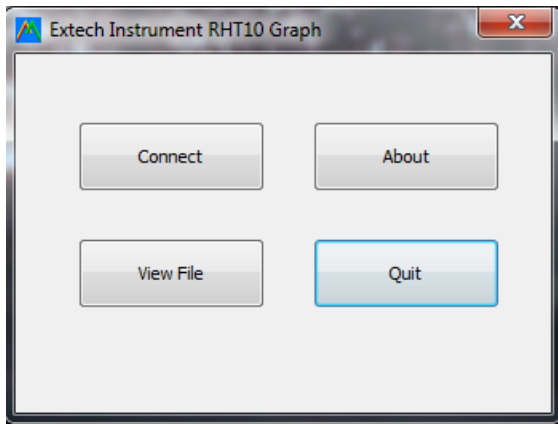 Extech Instrument RHT10 Graph
Connect
About
View File
Quit